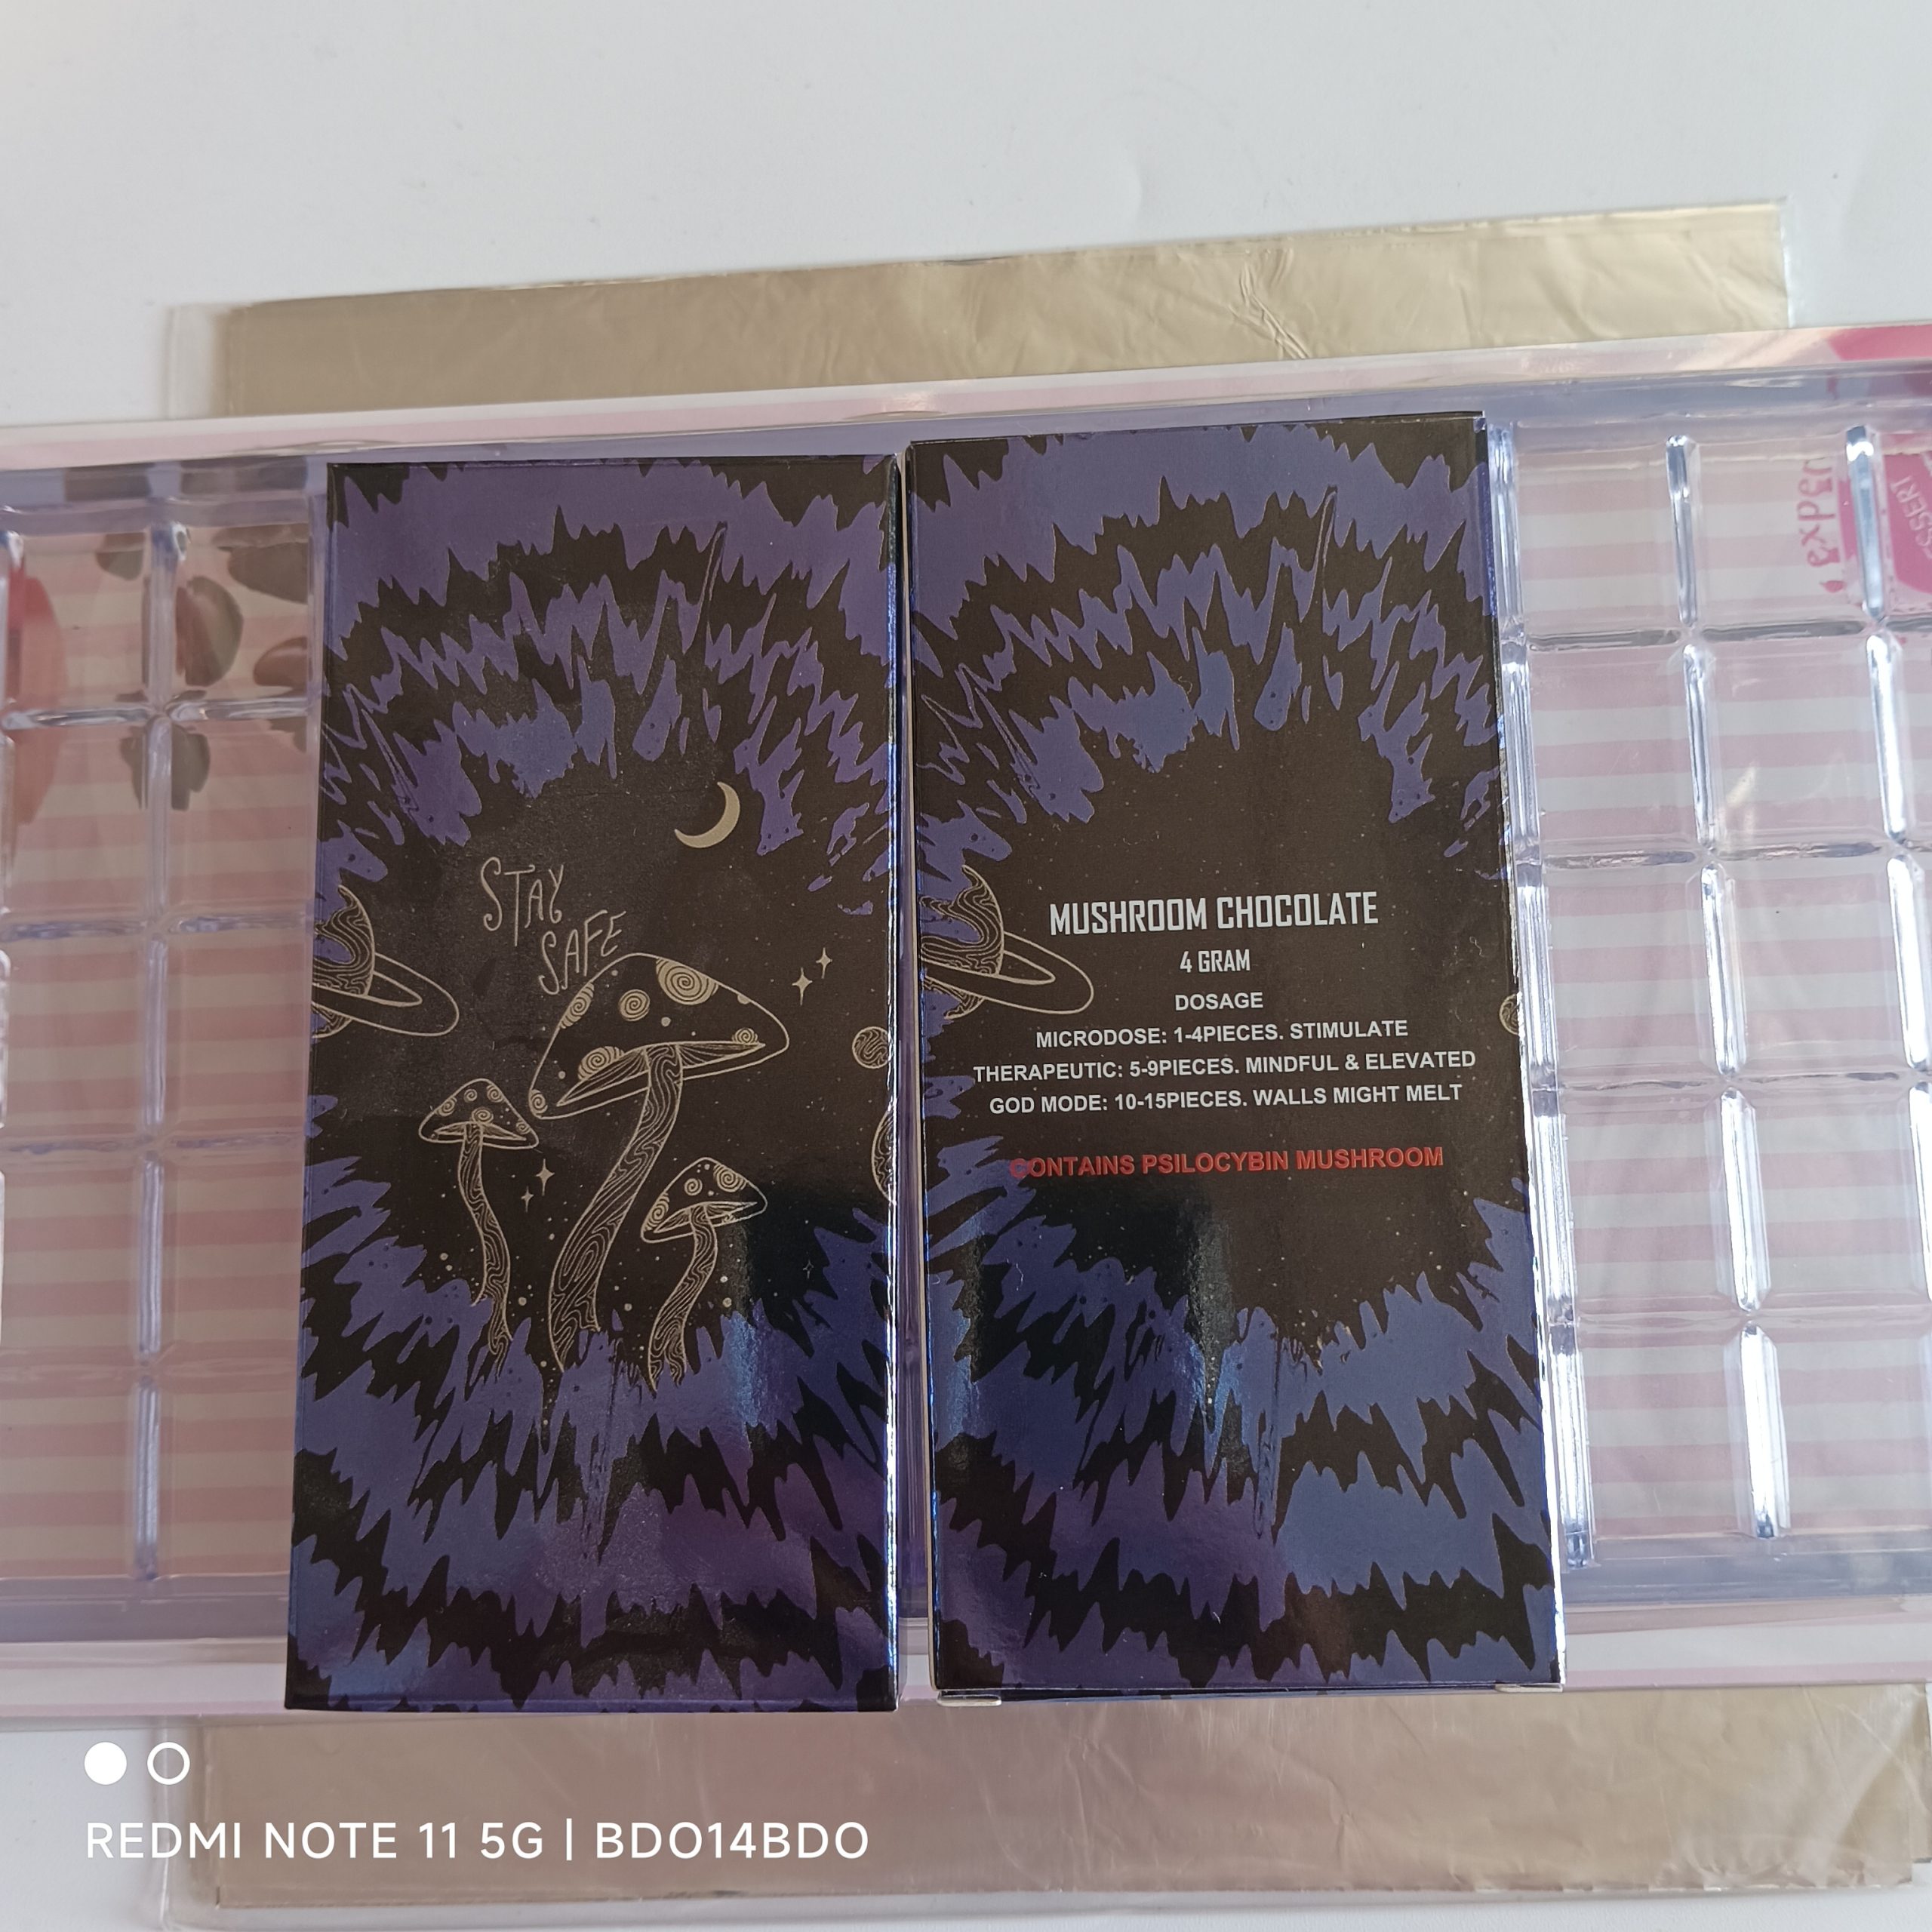 STAY
SAFE
MUSHROOM CHOCOLATE
4 GRAM
DOSAGE
MICRODOSE: 1-4PIECES. STIMULATE
THERAPEUTIC: 5-9PIECES. MINDFUL & ELEVATED
GOD MODE: 10-15PIECES. WALLS MIGHT MELT
CONTAINS PSILOCYBIN MUSHROOM
REDMI NOTE 11 5G | BDO14BDO